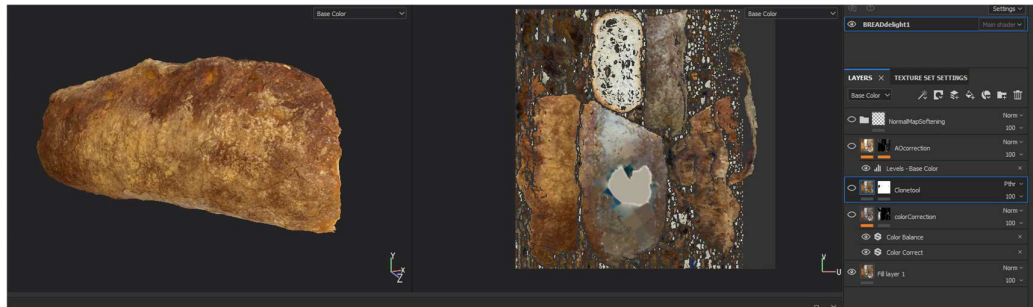 Base Color
Base Color
Settings
BREADdelight1
Main shader
LAYERS × TEXTURE SET SETTINGS
Base Color
NormalMapSoftening
Norm
100
AOcorrection
Norm
100
Levels - Base Color ×
Clonetool
Pthr
100
colorCorrection
Norm
100
Color Balance ×
Color Correct ×
Fill layer 1
Norm
100
Y
X
Z
V
U